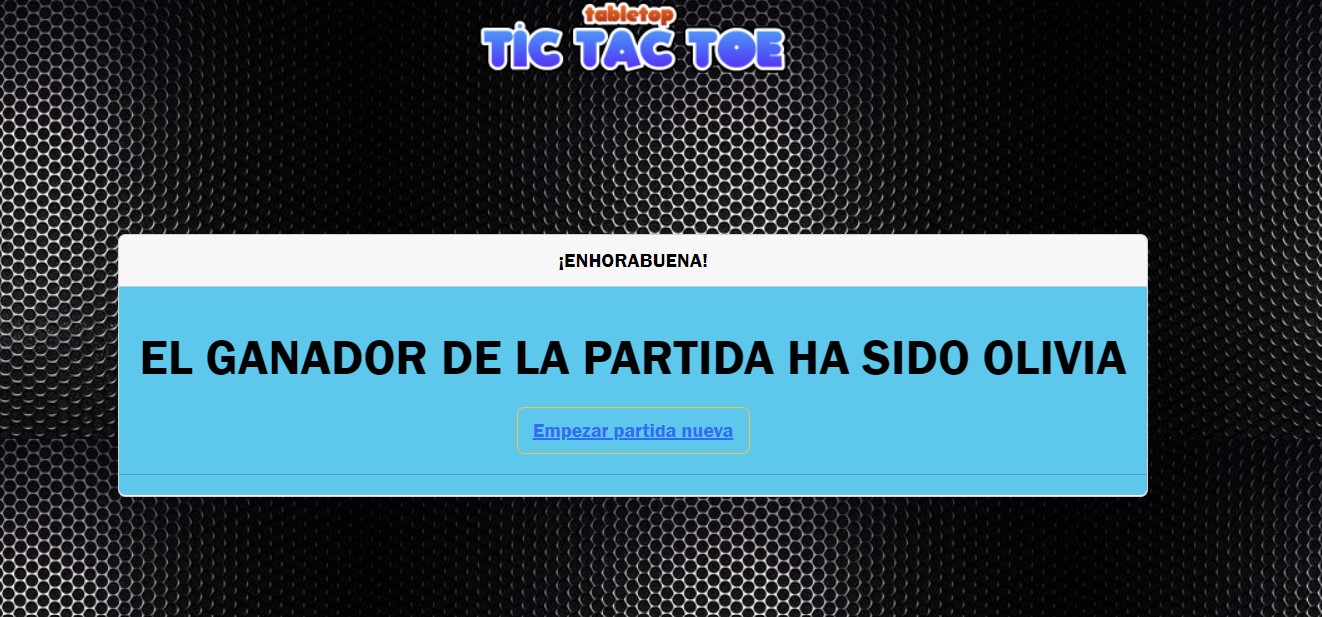 tabletop
TIC TAC TOE
¡ENHORABUENA!
EL GANADOR DE LA PARTIDA HA SIDO OLIVIA
Empezar partida nueva